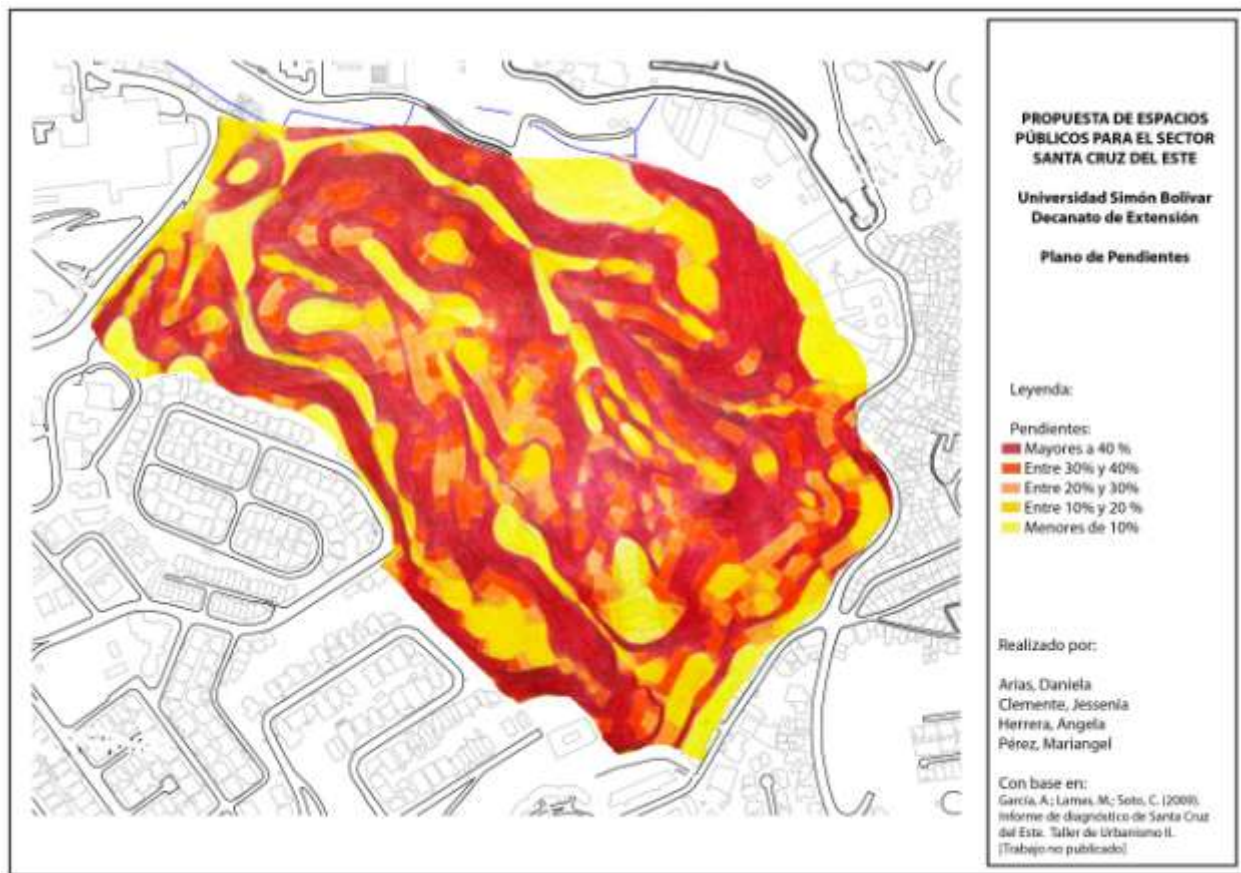 PROPUESTA DE ESPACIOS
PÚBLICOS PARA EL SECTOR
SANTA CRUZ DEL ESTE
Universidad Simón Bolívar
Decanato de Extensión
Plano de Pendientes
Leyenda:
Pendientes:
Mayores a 40 %
Entre 30% y 40%
Entre 20% y 30%
Entre 10% y 20 %
Menores de 10%
Realizado por:
Arias, Daniela
Clemente, Jessenia
Herrera, Angela
Pérez, Mariangel
Con base en:
García, A.; Lamas, M.; Soto, C. (2009).
Informe de diagnóstico de Santa Cruz
del Este. Taller de Urbanismo II.
[Trabajo no publicado]